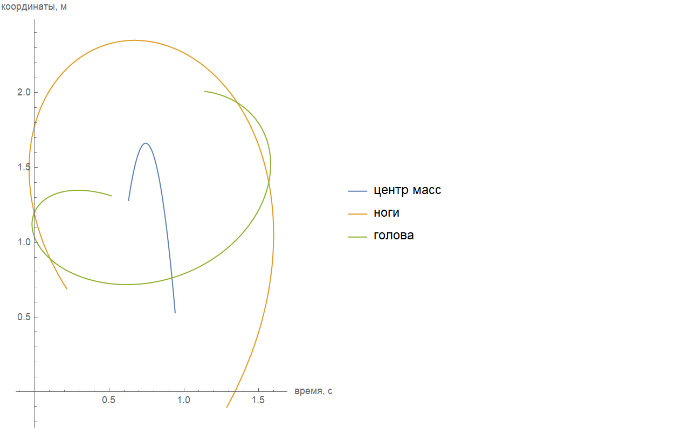 координаты, м
2.0
1.5
1.0
0.5
0.5
1.0
1.5
время, с
центр масс
ноги
голова